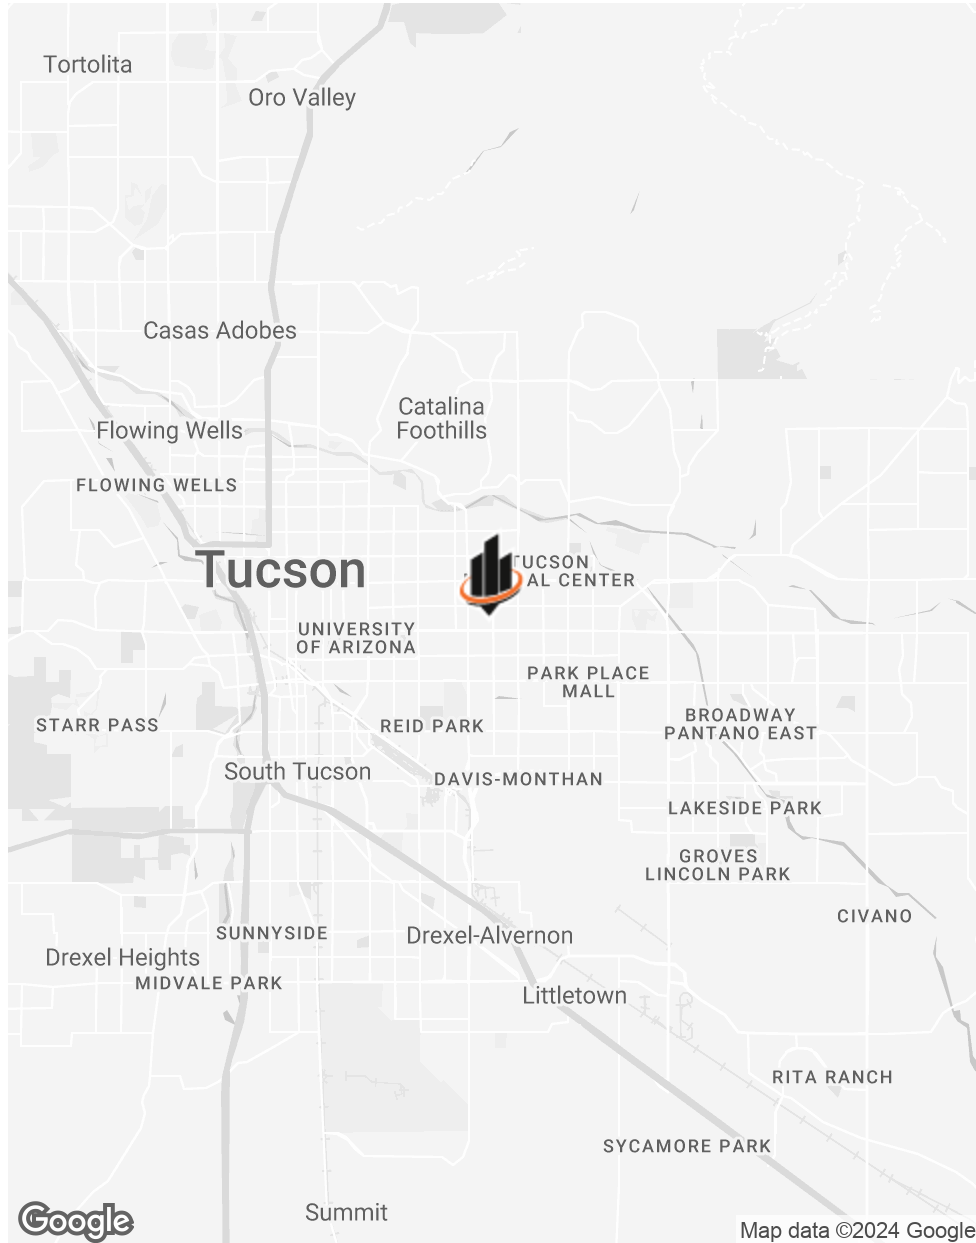 Tortolita
Oro Valley
Casas Adobes
Catalina
Foothills
Flowing Wells
FLOWING WELLS
Tucson
TUCSON
AL CENTER
UNIVERSITY
OF ARIZONA
PARK PLACE
MALL
STARR PASS
REID PARK
BROADWAY
PANTANO EAST
South Tucson
DAVIS-MONTHAN
LAKESIDE PARK
GROVES
LINCOLN PARK
CIVANO
SUNNYSIDE
Drexel-Alvernon
Drexel Heights
MIDVALE PARK
Littletown
RITA RANCH
SYCAMORE PARK
Summit
Google
Map data ©2024 Google